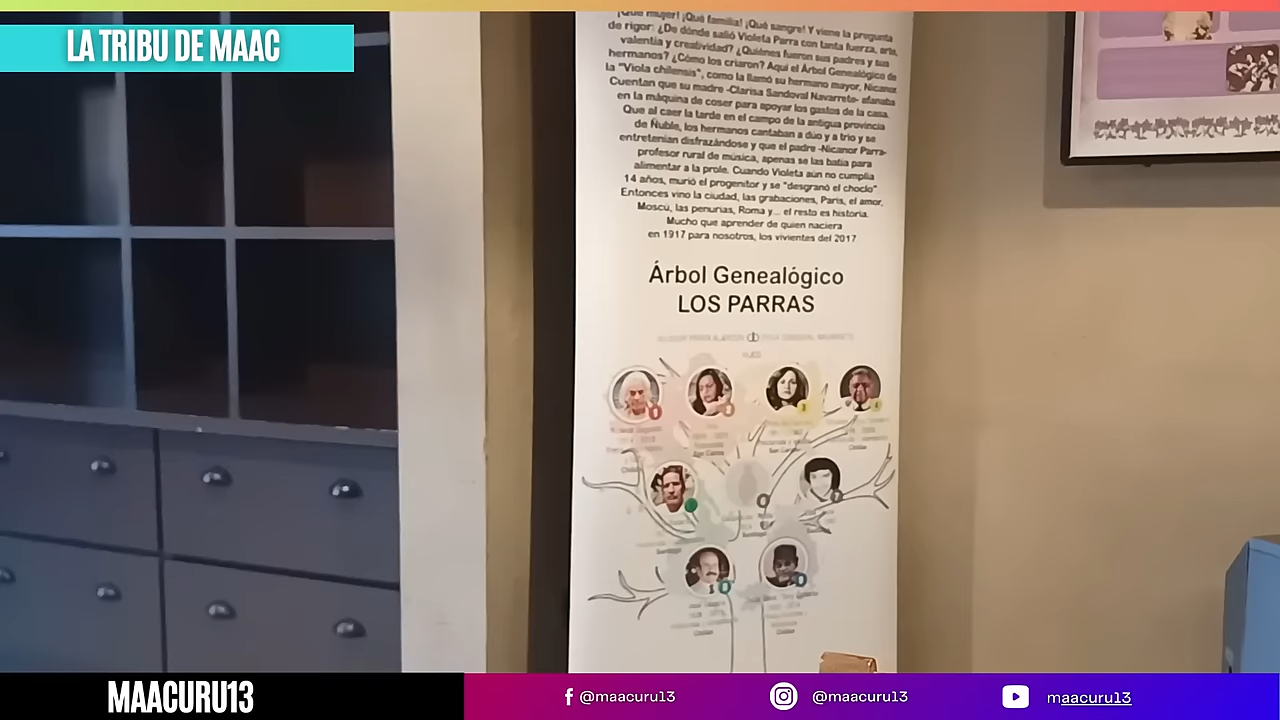 LA TRIBU DE MAAC
¡Qué mujer! ¡Qué familia! ¡Qué sangre! Y viene la pregunta
de rigor: ¿De dónde salió Violeta Parra con tanta fuerza, arte,
valentía y creatividad? ¿Quiénes fueron sus padres y sus
hermanos? ¿Cómo los criaron? Aquí el Árbol Genealógico de
la "Viola chilensis", como la llamó su hermano mayor, Nicanor
Cuentan que su madre -Clarisa Sandoval Navarrete- afanaba
en la máquina de coser para apoyar los gastos de la casa.
Que al caer la tarde en el campo de la antigua provincia
de Ñuble, los hermanos cantaban a dúo y a trío y se
entretenían disfrazándose y que el padre -Nicanor Parra-
profesor rural de música, apenas se las batía para
alimentar a la prole. Cuando Violeta aún no cumplía
14 años, murió el progenitor y se "desgranó el choclo"
Entonces vino la ciudad, las grabaciones, París, el amor,
Moscú, las penurias, Roma y... el resto es historia.
Mucho que aprender de quien naciera
en 1917 para nosotros, los vivientes del 2017
Árbol Genealógico
LOS PARRAS
HIJOS
San Carlos
Chillán
Santiago
Chillán
Chillán
MAACURU13
@maacuru13
@maacuru13
maacuru13